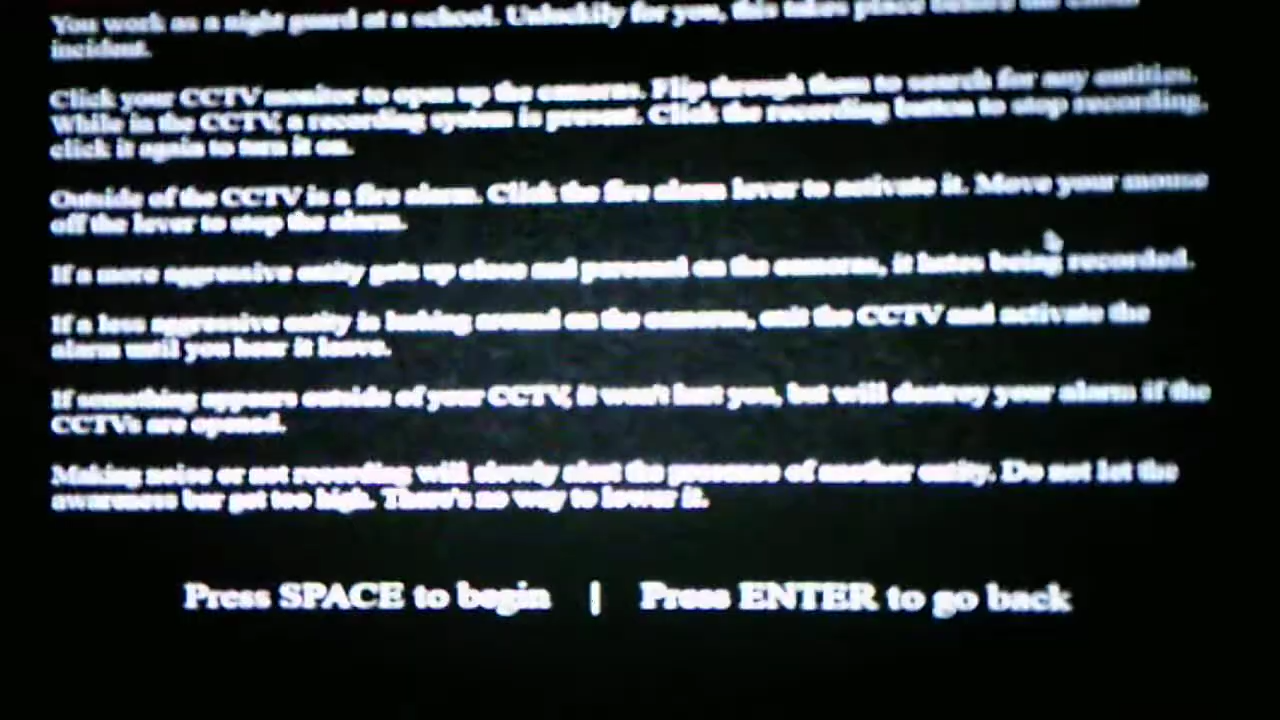 You work as a night guard at a school. Unluckily for you, this takes place before the
incident.
Click your CCTV monitor to open up the cameras. Flip through them to search for any entities.
While in the CCTV, a recording system is present. Click the recording button to stop recording,
click it again to turn it on.
Outside of the CCTV is a fire alarm. Click the fire alarm lever to activate it. Move your mouse
off the lever to stop the alarm.
If a more aggressive entity gets up close and personal on the cameras, it hates being recorded.
If a less aggressive entity is lurking around on the cameras, exit the CCTV and activate the
alarm until you hear it leave.
If something appears outside of your CCTV, it won't hurt you, but will destroy your alarm if the
CCTVs are opened.
Making noise or not recording will slowly alert the presence of another entity. Do not let the
awareness bar get too high. There's no way to lower it.
Press SPACE to begin | Press ENTER to go back